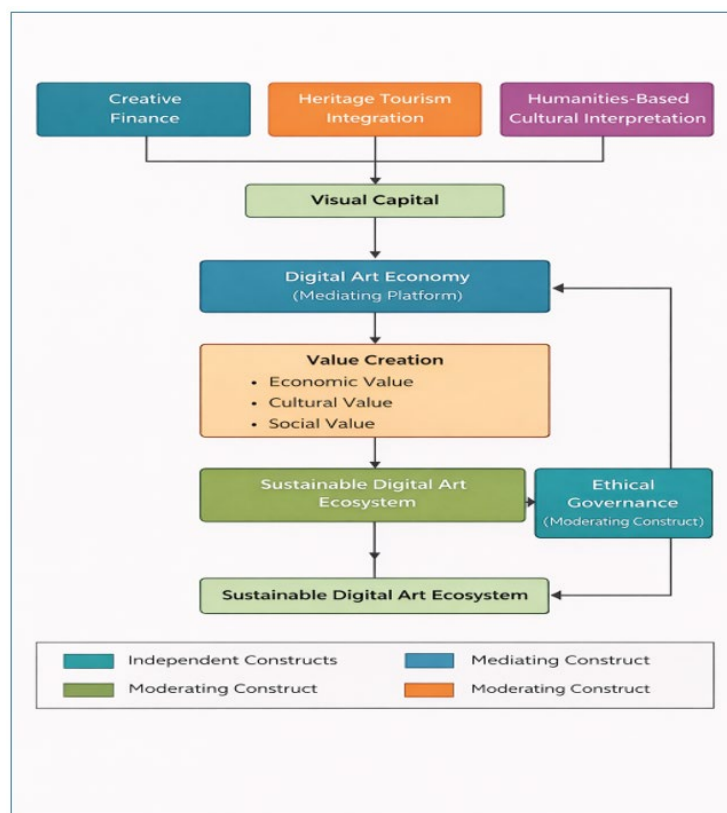 Creative
Finance
Heritage Tourism
Integration
Humanities-Based
Cultural Interpretation
Visual Capital
Digital Art Economy
(Mediating Platform)
Value Creation
• Economic Value
• Cultural Value
• Social Value
Sustainable Digital Art
Ecosystem
Ethical
Governance
(Moderating Construct)
Sustainable Digital Art Ecosystem
Independent Constructs
Mediating Construct
Moderating Construct
Moderating Construct